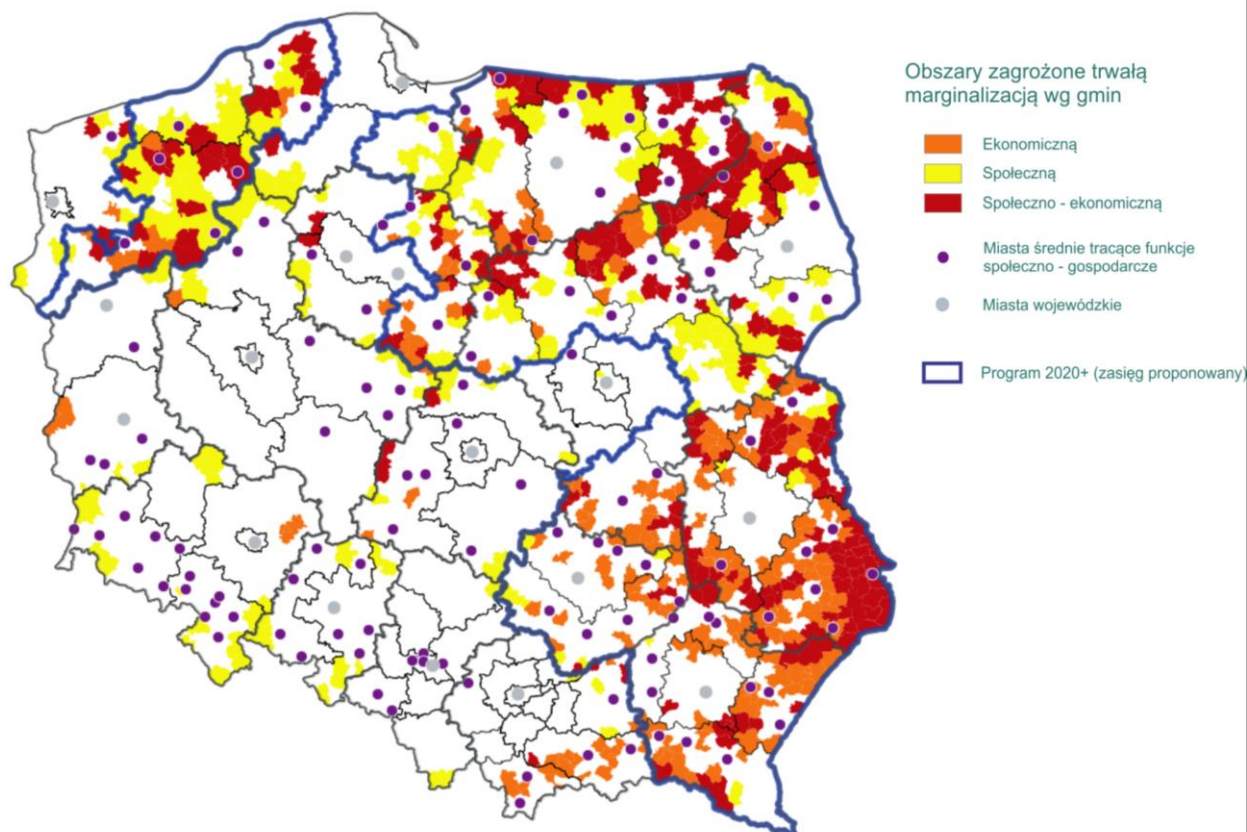 Obszary zagrożone trwałą
marginalizacją wg gmin
Ekonomiczną
Społeczną
Społeczno - ekonomiczną
Miasta średnie tracące funkcje
społeczno - gospodarcze
Miasta wojewódzkie
Program 2020+ (zasięg proponowany)